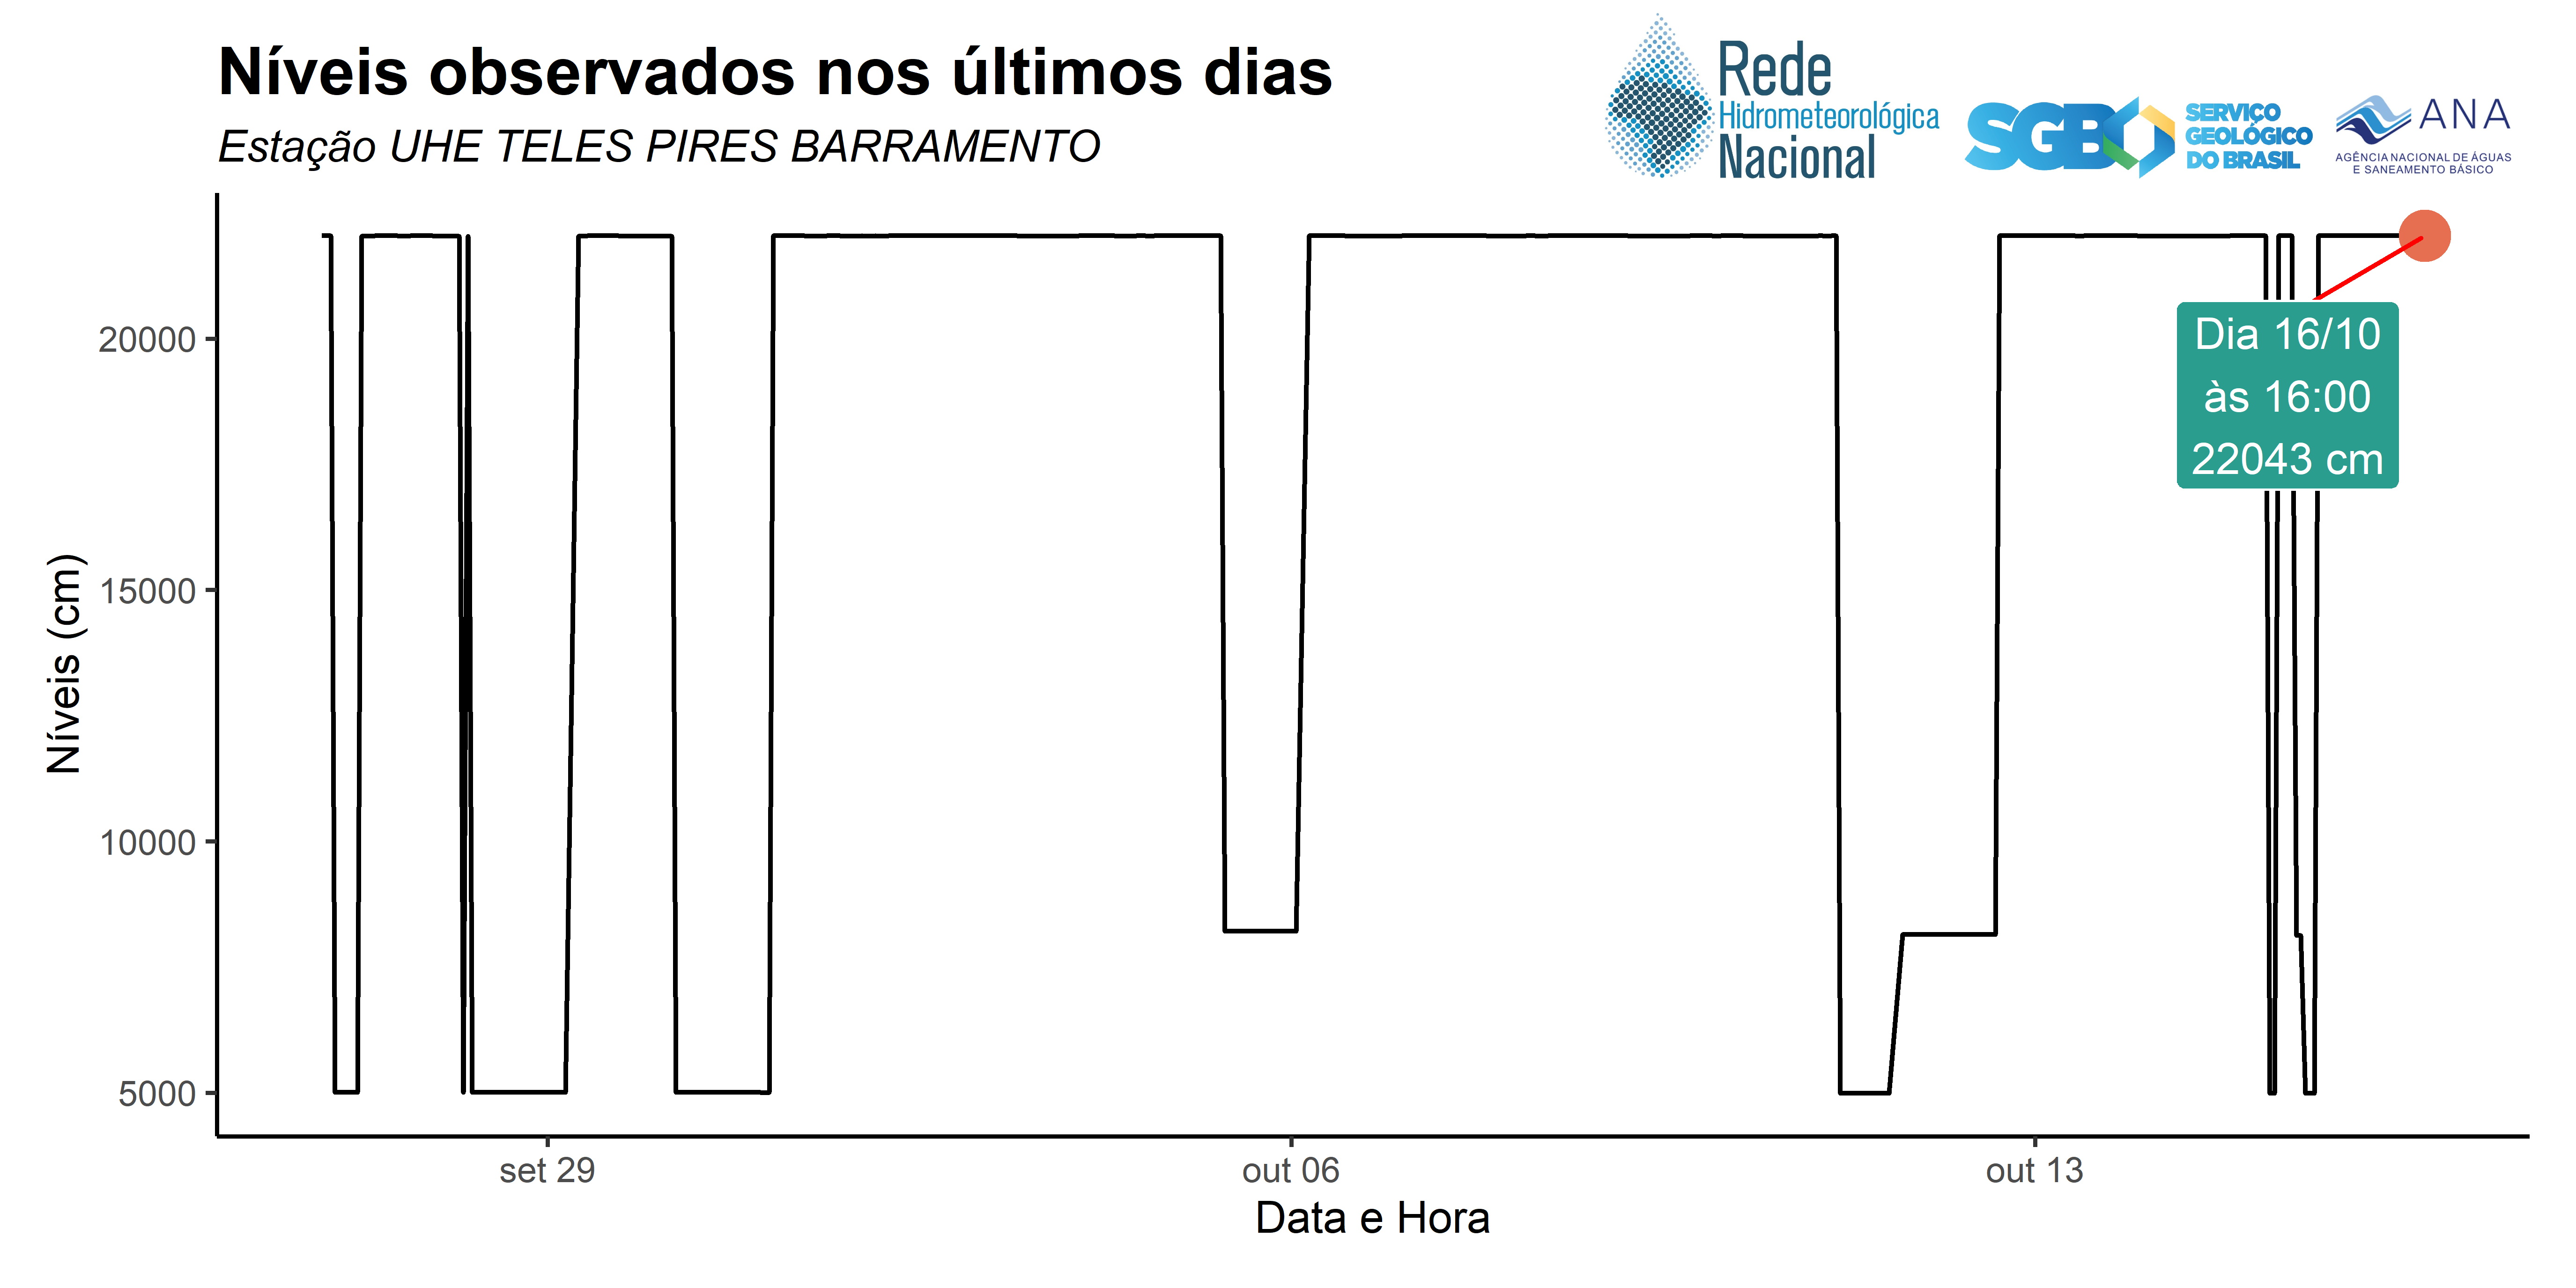 Níveis observados nos últimos dias
Estação UHE TELES PIRES BARRAMENTO
Rede
Hidrometeorológica
Nacional
SGB
SERVIÇO
GEOLÓGICO
DO BRASIL
ANA
AGÊNCIA NACIONAL DE ÁGUAS
E SANEAMENTO BÁSICO
Níveis (cm)
20000
15000
10000
5000
Dia 16/10
às 16:00
22043 cm
set 29
out 06
out 13
Data e Hora